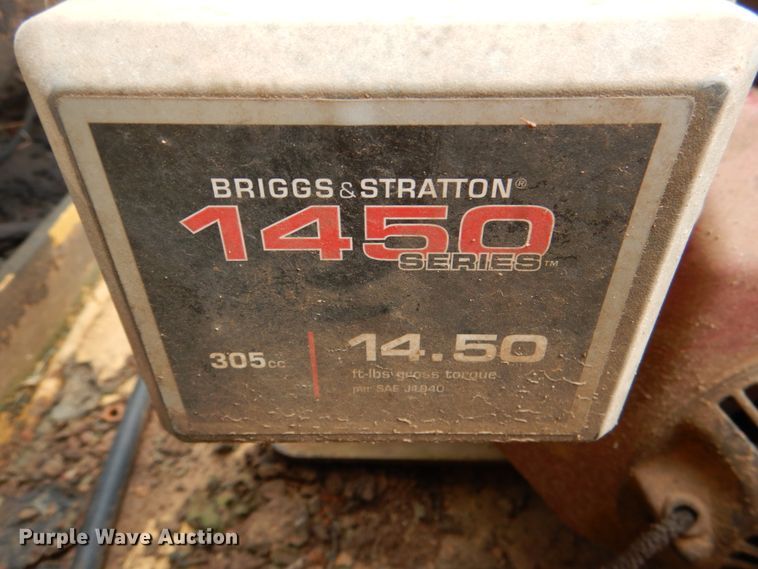 BRIGGS & STRATTON®
1450
SERIES™
305cc
14.50
ft-lbs gross torque
per SAE J1940
Purple Wave Auction